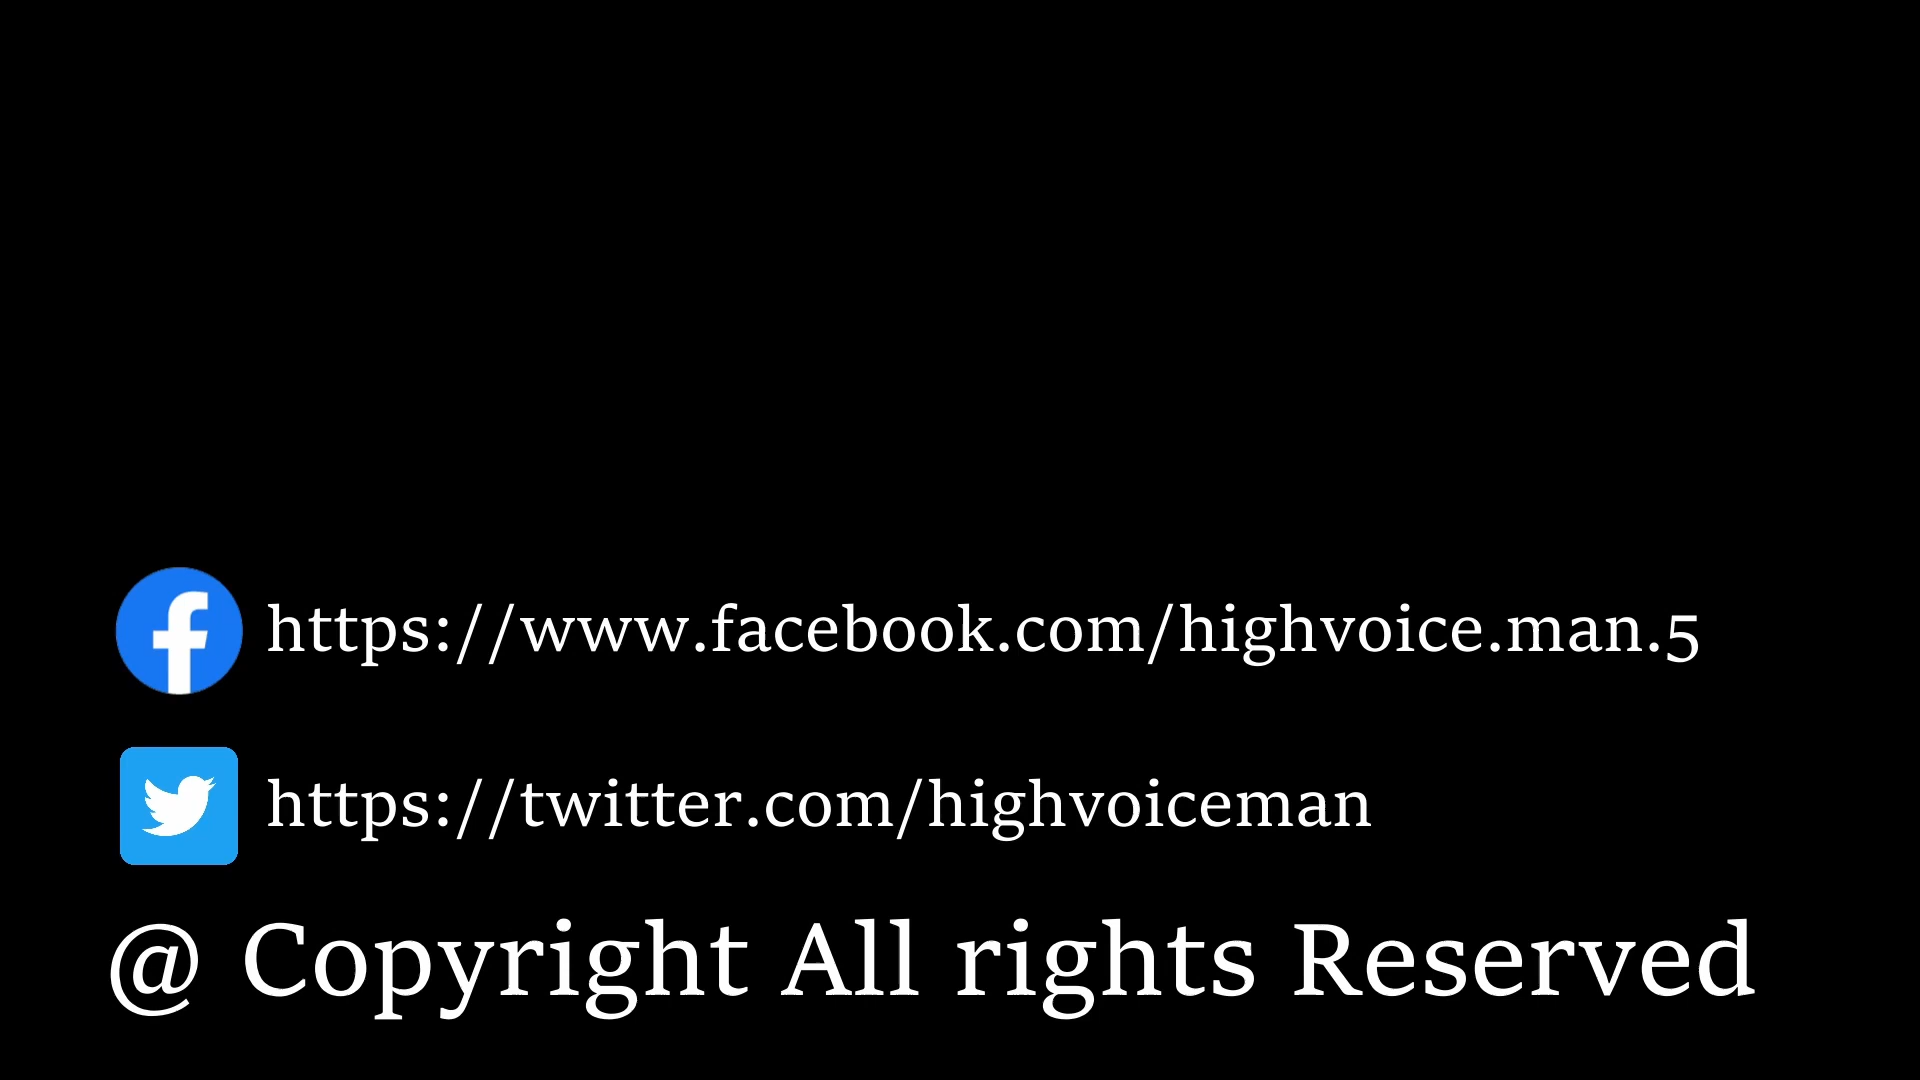 https://www.facebook.com/highvoice.man.5
https://twitter.com/highvoiceman
@ Copyright All rights Reserved